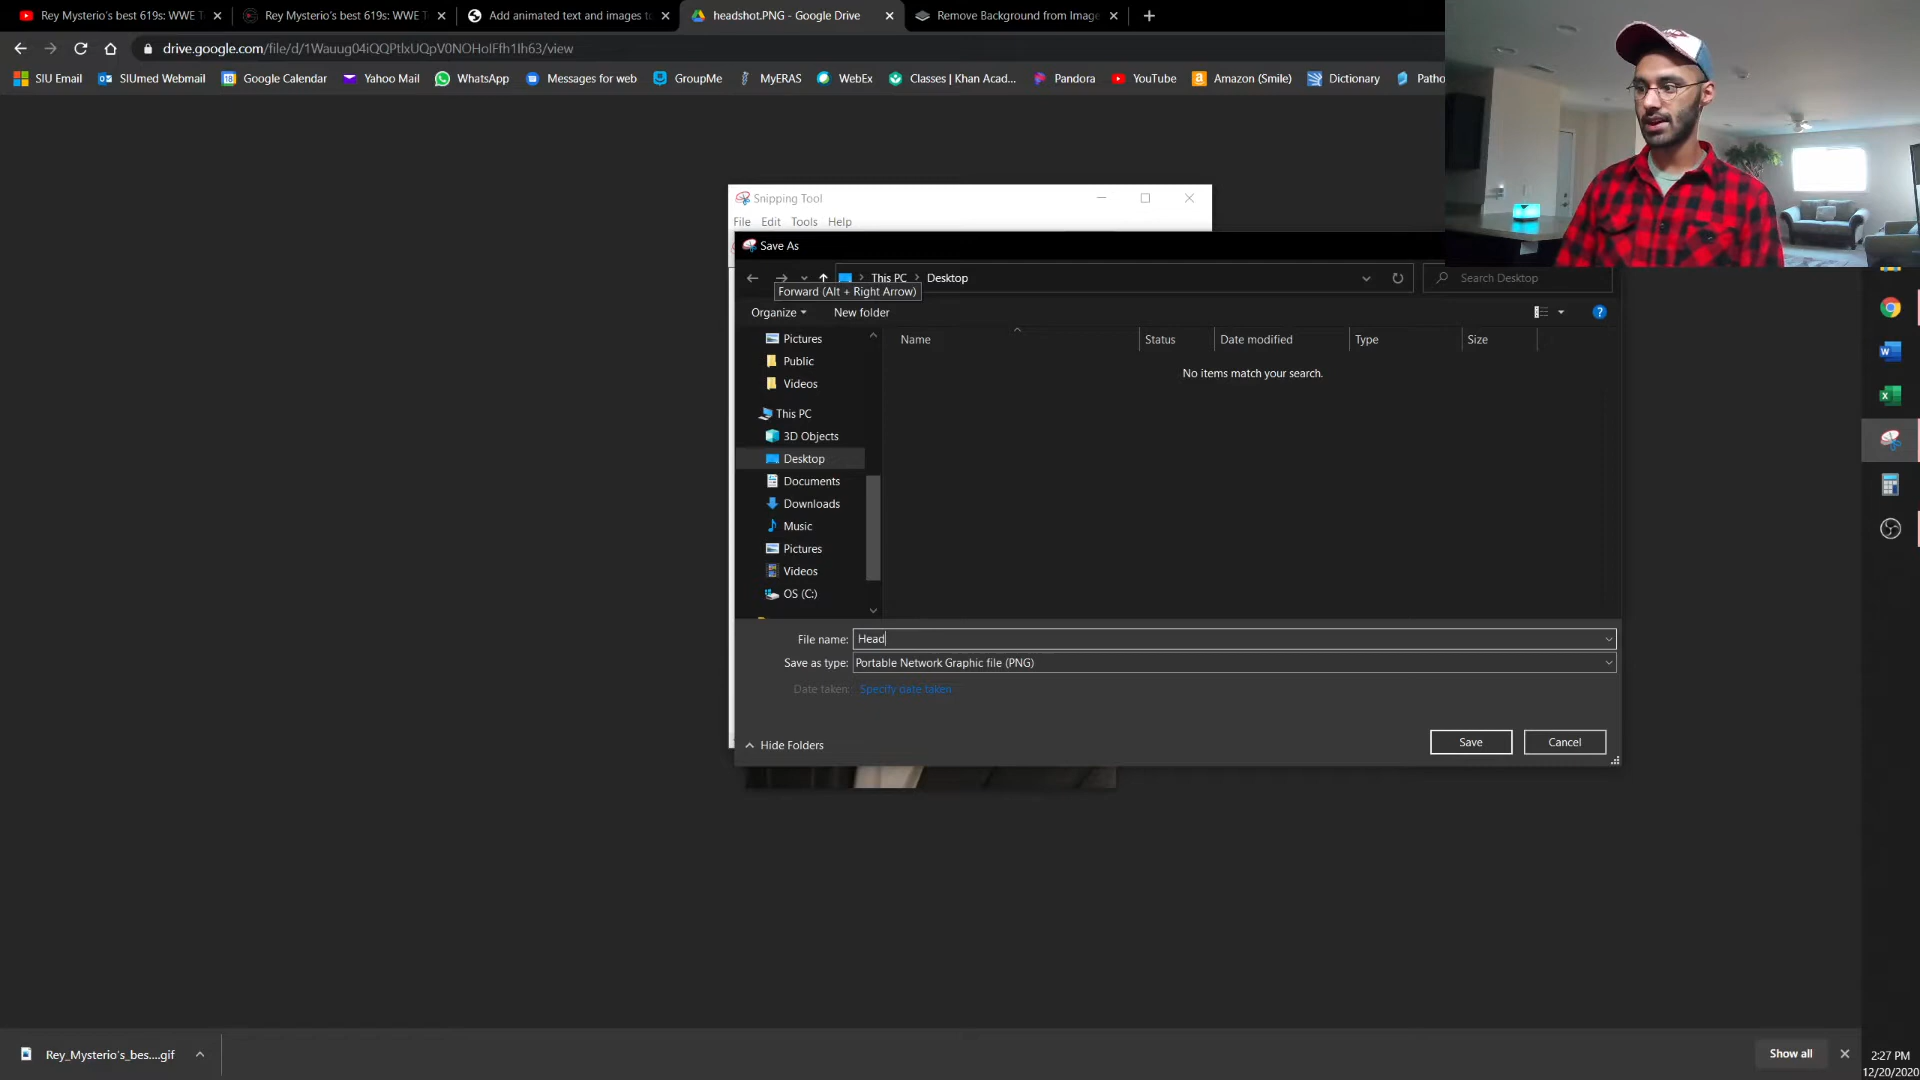 Rey Mysterio's best 619s: WWE T
Rey Mysterio's best 619s: WWE T
Add animated text and images to
headshot.PNG - Google Drive
Remove Background from Image
drive.google.com/file/d/1Wauug04iQQPtlxUQpV0NOHoIFfh1Ih63/view
SIU Email
SIUmed Webmail
Google Calendar
Yahoo Mail
WhatsApp
Messages for web
GroupMe
MyERAS
WebEx
Classes | Khan Acad...
Pandora
YouTube
Amazon (Smile)
Dictionary
Patho
Snipping Tool
File Edit Tools Help
Save As
This PC > Desktop
Search Desktop
Forward (Alt + Right Arrow)
Organize
New folder
Name Status Date modified Type Size
No items match your search.
Pictures
Public
Videos
This PC
3D Objects
Desktop
Documents
Downloads
Music
Pictures
Videos
OS (C:)
File name: Head
Save as type: Portable Network Graphic file (PNG)
Date taken: Specify date taken
Hide Folders
Save
Cancel
Rey_Mysterio's_bes....gif
Show all
2:27 PM
12/20/2020